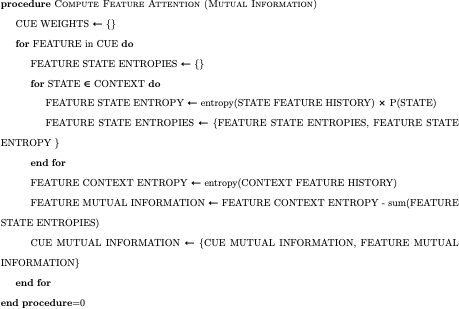 procedure Compute Feature Attention (Mutual Information)
CUE WEIGHTS ← {}
for FEATURE in CUE do
FEATURE STATE ENTROPIES ← {}
for STATE ∈ CONTEXT do
FEATURE STATE ENTROPY ← entropy(STATE FEATURE HISTORY) × P(STATE)
FEATURE STATE ENTROPIES ← {FEATURE STATE ENTROPIES, FEATURE STATE
ENTROPY }
end for
FEATURE CONTEXT ENTROPY ← entropy(CONTEXT FEATURE HISTORY)
FEATURE MUTUAL INFORMATION ← FEATURE CONTEXT ENTROPY - sum(FEATURE
STATE ENTROPIES)
CUE MUTUAL INFORMATION ← {CUE MUTUAL INFORMATION, FEATURE MUTUAL
INFORMATION}
end for
end procedure=0